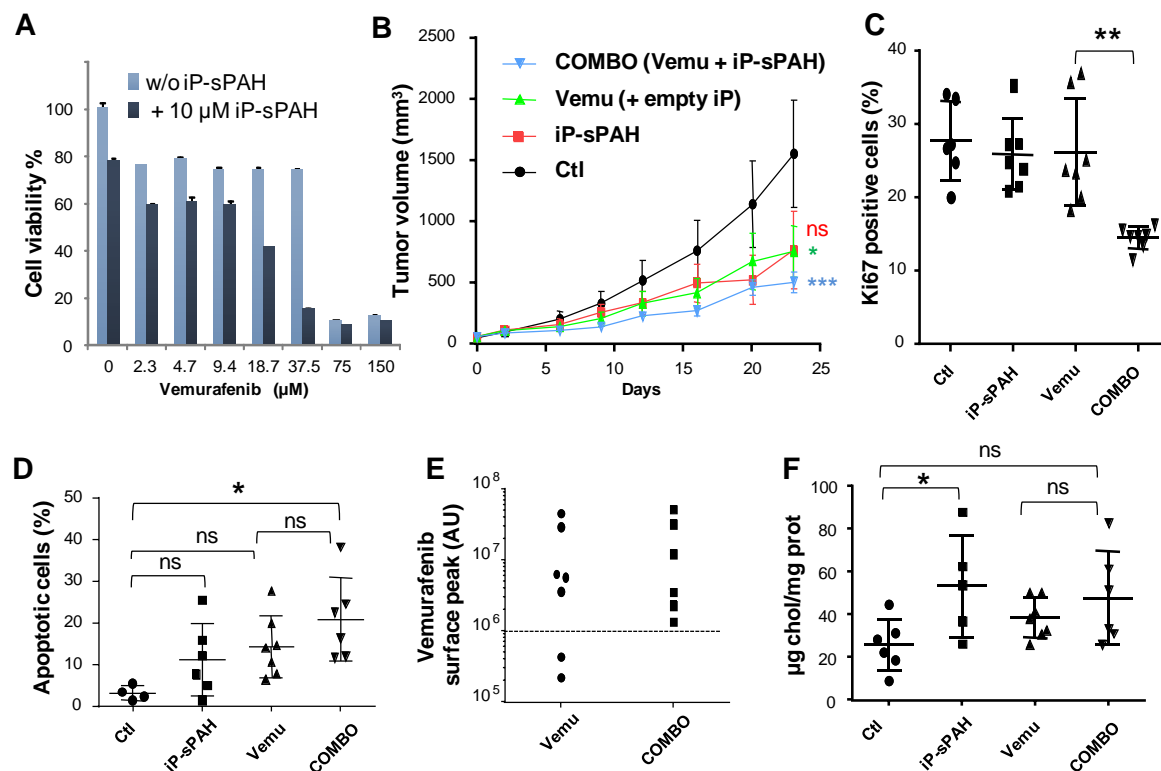 A
w/o iP-sPAH
+ 10 µM iP-sPAH
Cell viability %
120
100
80
60
40
20
0
0 2.3 4.7 9.4 18.7 37.5 75 150
Vemurafenib (µM)
B
COMBO (Vemu + iP-sPAH)
Vemu (+ empty iP)
iP-sPAH
Ctl
Tumor volume (mm³)
2500
2000
1500
1000
500
0
ns
*
***
0 5 10 15 20 25
Days
C
**
Ki67 positive cells (%)
40
30
20
10
0
Ctl
iP-sPAH
Vemu
COMBO
D
*
ns
ns
ns
Apoptotic cells (%)
50
40
30
20
10
0
Ctl
iP-sPAH
Vemu
COMBO
E
Vemurafenib
surface peak (AU)
10⁸
10⁷
10⁶
10⁵
Vemu
COMBO
F
ns
*
ns
µg chol/mg prot
100
80
60
40
20
0
Ctl
iP-sPAH
Vemu
COMBO